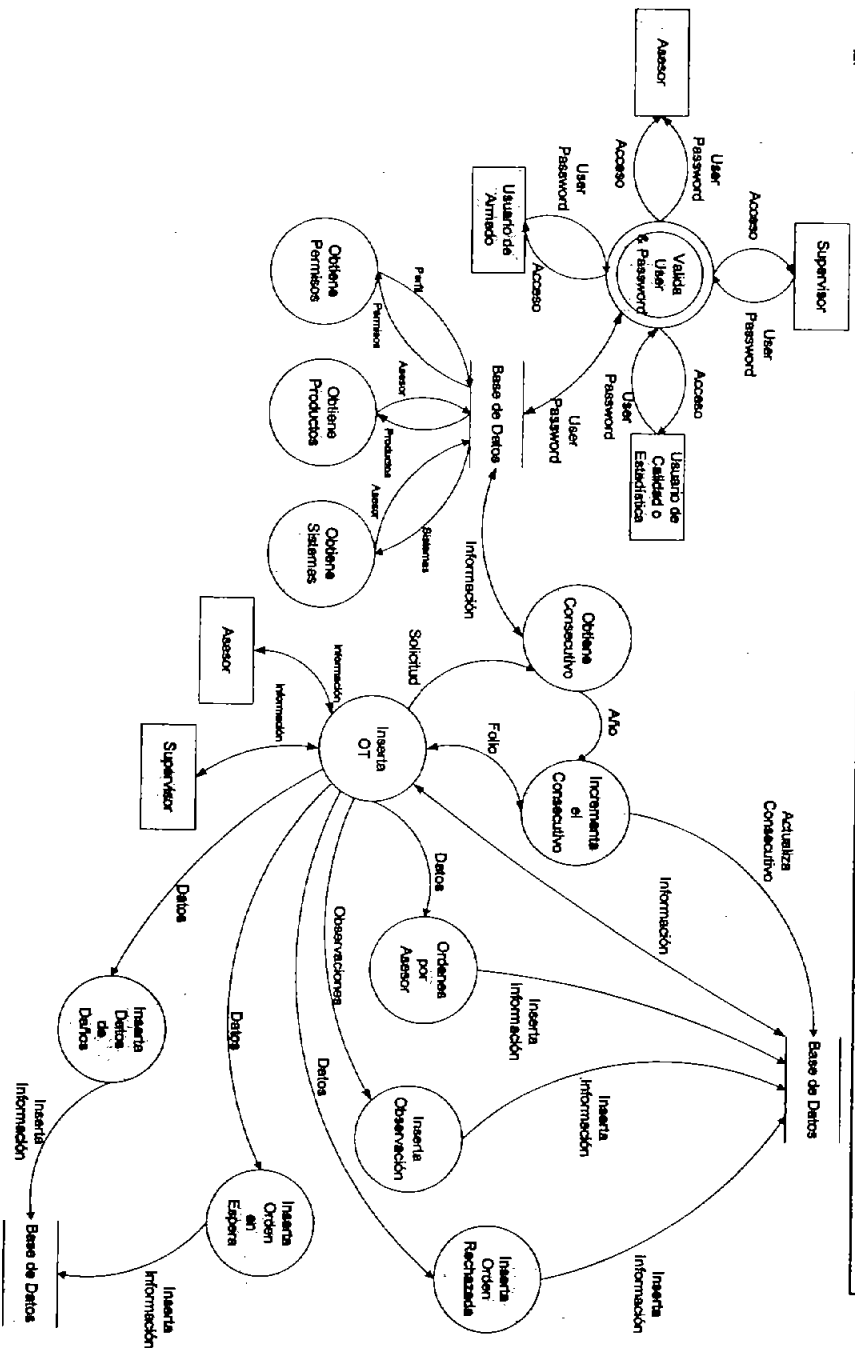 Supervisor
Acceso
User
Password
Asesor
User
Password
Acceso
Valida
User
& Password
Acceso
User
Password
Usuario de
Calidad o
Estadística
User
Password
Acceso
Usuario de
Armado
User
Password
Base de Datos
Perfil
Permisos
Asesor
Productos
Asesor
Sistemas
Obtiene
Permisos
Obtiene
Productos
Obtiene
Sistemas
Información
Obtiene
Consecutivo
Año
Incrementa
el
Consecutivo
Actualiza
Consecutivo
Base de Datos
Solicitud
Folio
Información
Inserta
OT
Información
Asesor
Información
Supervisor
Datos
Ordenes
por
Asesor
Inserta
Información
Observaciones
Inserta
Observación
Inserta
Información
Datos
Inserta
Orden
Rechazada
Inserta
Información
Datos
Inserta
Orden
en
Espera
Inserta
Información
Datos
Inserta
Datos
de
Daños
Inserta
Información
Base de Datos